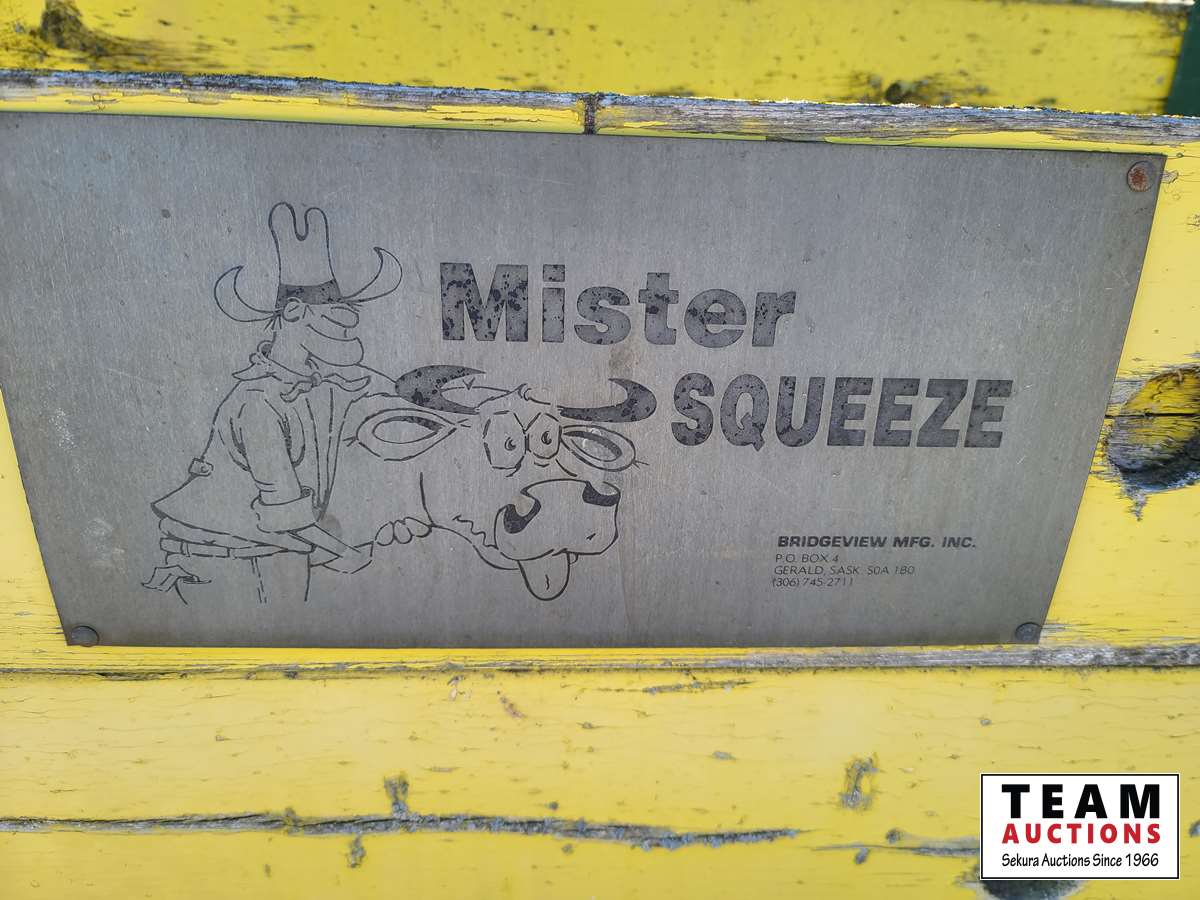 Mister
SQUEEZE
BRIDGEVIEW MFG. INC.
P.O. BOX 4
GERALD, SASK. S0A 1B0
(306) 745-2711
TEAM
AUCTIONS
Sekura Auctions Since 1966